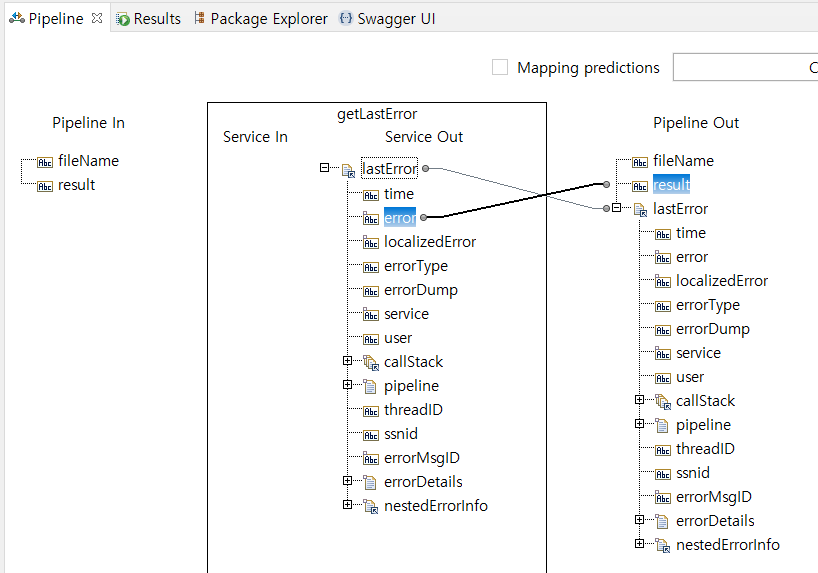 Pipeline Results Package Explorer Swagger UI
Mapping predictions
getLastError
Pipeline In
fileName
result
Service In
Service Out
lastError
time
error
localizedError
errorType
errorDump
service
user
callStack
pipeline
threadID
ssnid
errorMsgID
errorDetails
nestedErrorInfo
Pipeline Out
fileName
result
lastError
time
error
localizedError
errorType
errorDump
service
user
callStack
pipeline
threadID
ssnid
errorMsgID
errorDetails
nestedErrorInfo